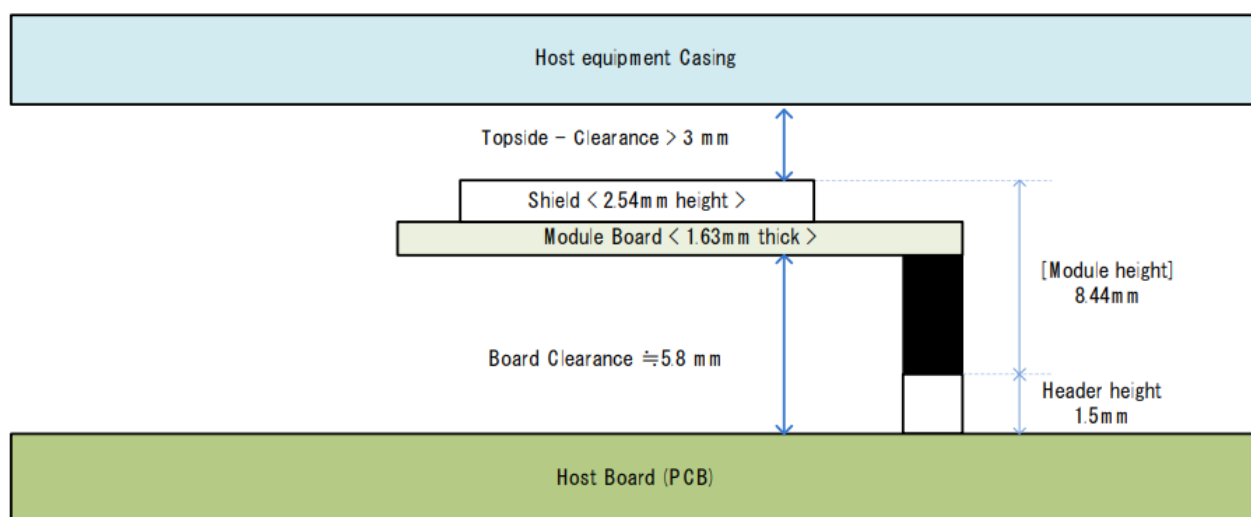 Host equipment Casing
Topside - Clearance > 3 mm
Shield < 2.54mm height >
Module Board < 1.63mm thick >
[Module height]
8.44mm
Board Clearance ≒5.8 mm
Header height
1.5mm
Host Board (PCB)